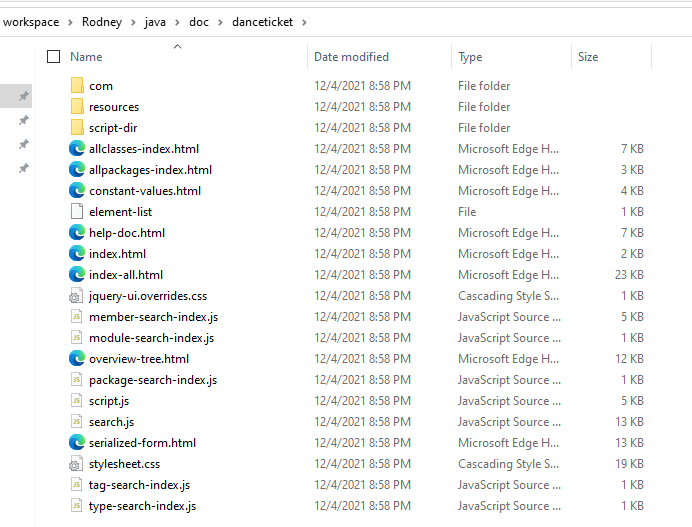 workspace > Rodney > java > doc > danceticket >
Name Date modified Type Size
com 12/4/2021 8:58 PM File folder
resources 12/4/2021 8:58 PM File folder
script-dir 12/4/2021 8:58 PM File folder
allclasses-index.html 12/4/2021 8:58 PM Microsoft Edge H... 7 KB
allpackages-index.html 12/4/2021 8:58 PM Microsoft Edge H... 3 KB
constant-values.html 12/4/2021 8:58 PM Microsoft Edge H... 4 KB
element-list 12/4/2021 8:58 PM File 1 KB
help-doc.html 12/4/2021 8:58 PM Microsoft Edge H... 7 KB
index.html 12/4/2021 8:58 PM Microsoft Edge H... 2 KB
index-all.html 12/4/2021 8:58 PM Microsoft Edge H... 23 KB
jquery-ui.overrides.css 12/4/2021 8:58 PM Cascading Style S... 1 KB
JS member-search-index.js 12/4/2021 8:58 PM JavaScript Source ... 5 KB
JS module-search-index.js 12/4/2021 8:58 PM JavaScript Source ... 1 KB
overview-tree.html 12/4/2021 8:58 PM Microsoft Edge H... 12 KB
JS package-search-index.js 12/4/2021 8:58 PM JavaScript Source ... 1 KB
JS script.js 12/4/2021 8:58 PM JavaScript Source ... 5 KB
JS search.js 12/4/2021 8:58 PM JavaScript Source ... 13 KB
serialized-form.html 12/4/2021 8:58 PM Microsoft Edge H... 13 KB
stylesheet.css 12/4/2021 8:58 PM Cascading Style S... 19 KB
JS tag-search-index.js 12/4/2021 8:58 PM JavaScript Source ... 1 KB
JS type-search-index.js 12/4/2021 8:58 PM JavaScript Source ... 1 KB